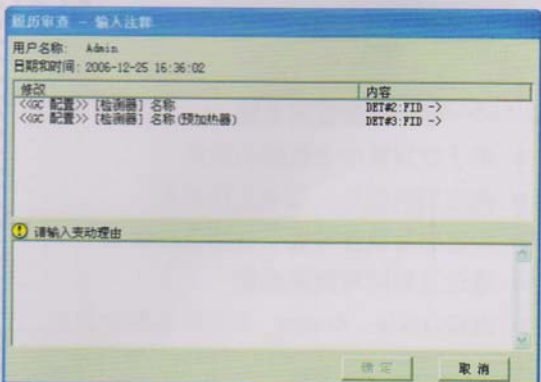 履历审查 - 输入注释
用户名称: Admin
日期和时间: 2006-12-25 16:36:02
修改 内容
<<GC 配置>> [检测器] 名称 DET#2:FID ->
<<GC 配置>> [检测器] 名称(预加热器) DET#3:FID ->
请输入变动理由
确 定 取 消